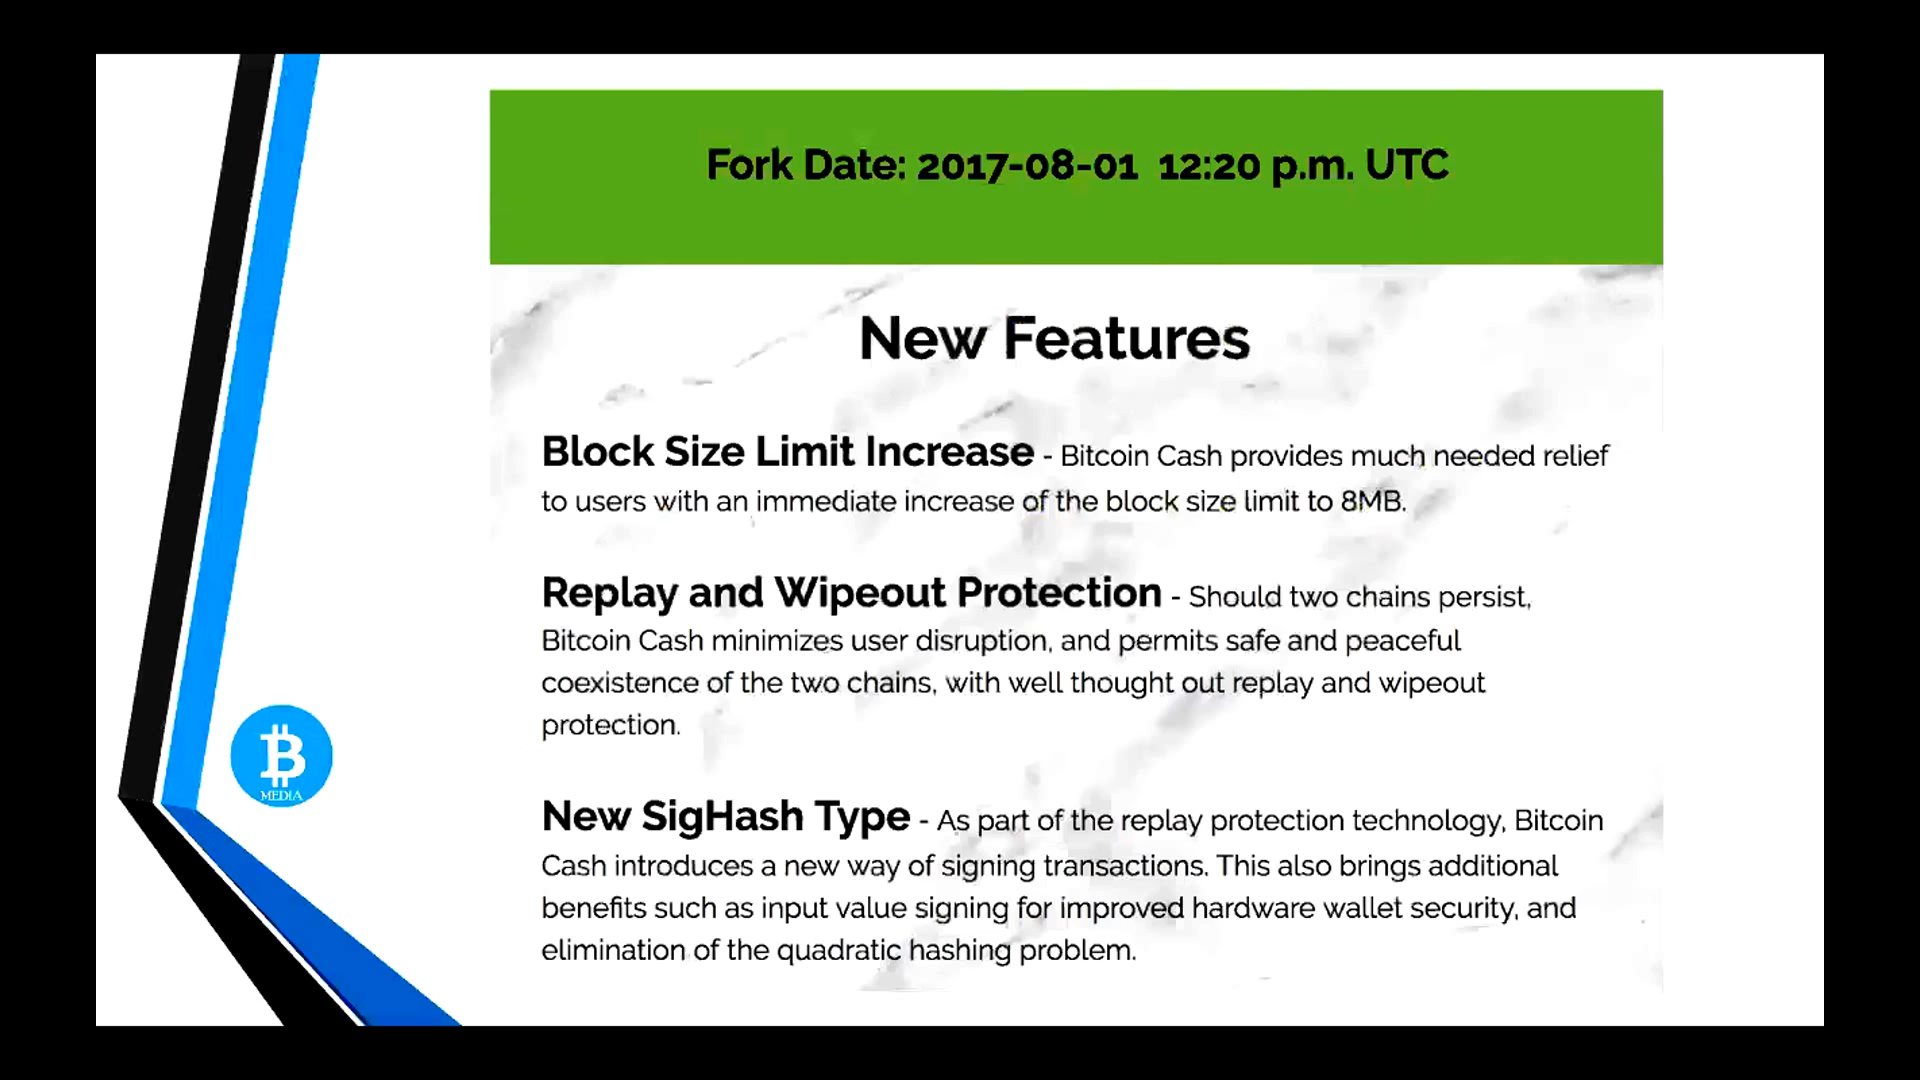 Fork Date: 2017-08-01 12:20 p.m. UTC
New Features
Block Size Limit Increase - Bitcoin Cash provides much needed relief
to users with an immediate increase of the block size limit to 8MB.
Replay and Wipeout Protection - Should two chains persist,
Bitcoin Cash minimizes user disruption, and permits safe and peaceful
coexistence of the two chains, with well thought out replay and wipeout
protection.
New SigHash Type - As part of the replay protection technology, Bitcoin
Cash introduces a new way of signing transactions. This also brings additional
benefits such as input value signing for improved hardware wallet security, and
elimination of the quadratic hashing problem.
MEDIA